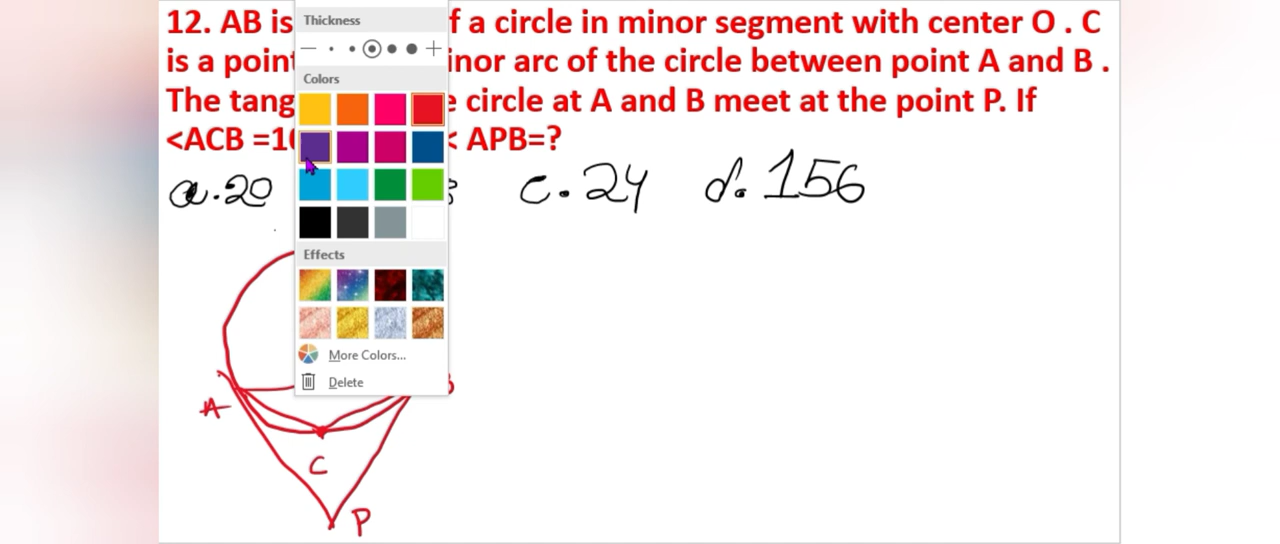 12. AB is f a circle in minor segment with center O . C
is a point inor arc of the circle between point A and B .
The tang e circle at A and B meet at the point P. If
<ACB =10 < APB=?
a.20 c.24 d.156
Thickness
Colors
Effects
More Colors...
Delete
A
C
P